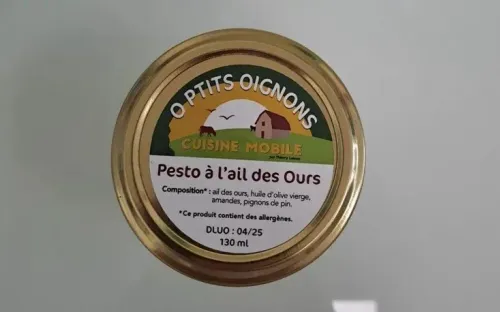 O PTITS OIGNONS
CUISINE MOBILE
Pesto à l'ail des Ours
Composition* : ail des ours, huile d'olive vierge,
amandes, pignons de pin.
*Ce produit contient des allergènes.
DLUO : 04/25
130 ml